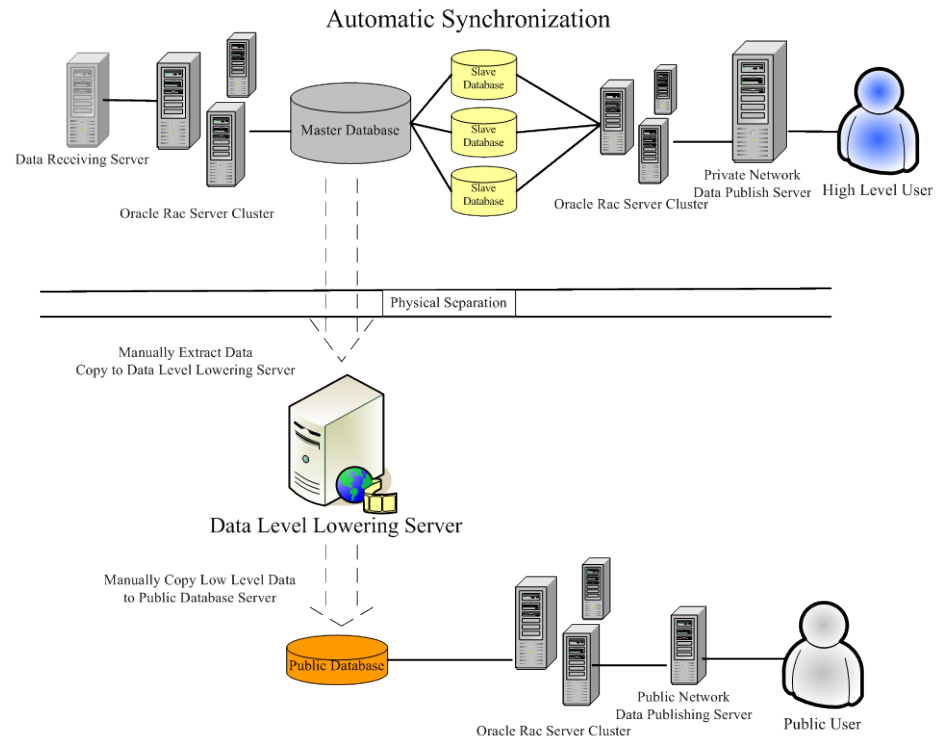 Automatic Synchronization
Slave
Database
Slave
Database
Slave
Database
Master Database
Data Receiving Server
Oracle Rac Server Cluster
Oracle Rac Server Cluster
Private Network
Data Publish Server
High Level User
Physical Separation
Manually Extract Data
Copy to Data Level Lowering Server
Data Level Lowering Server
Manually Copy Low Level Data
to Public Database Server
Public Database
Oracle Rac Server Cluster
Public Network
Data Publishing Server
Public User